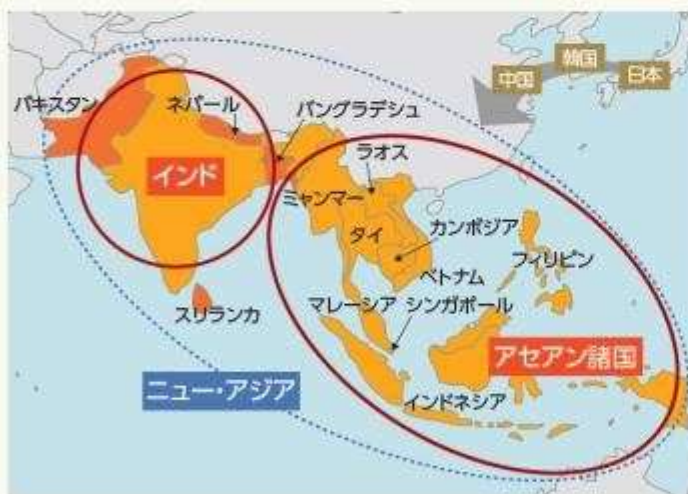 韓国
中国
日本
パキスタン
ネパール
バングラデシュ
インド
ラオス
ミャンマー
タイ
カンボジア
フィリピン
ベトナム
スリランカ
マレーシア シンガポール
アセアン諸国
ニュー・アジア
インドネシア